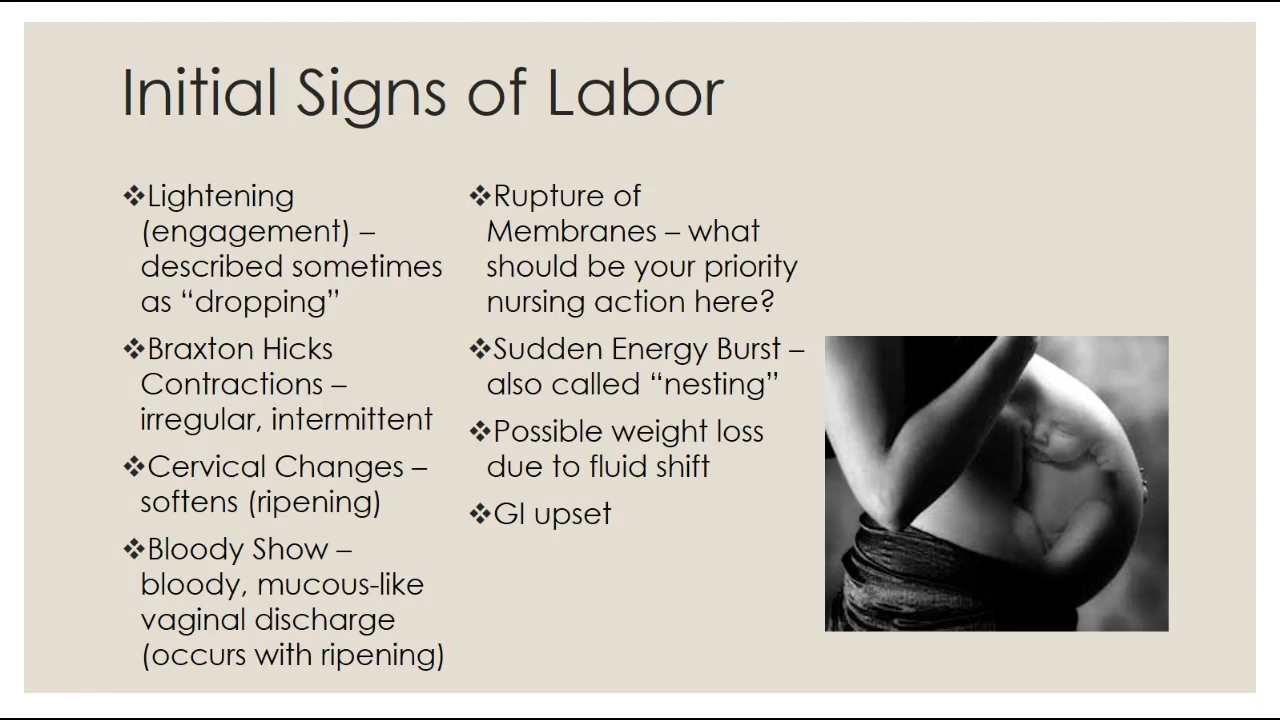 Initial Signs of Labor
❖Lightening
(engagement) –
described sometimes
as “dropping”
❖Braxton Hicks
Contractions –
irregular, intermittent
❖Cervical Changes –
softens (ripening)
❖Bloody Show –
bloody, mucous-like
vaginal discharge
(occurs with ripening)
❖Rupture of
Membranes – what
should be your priority
nursing action here?
❖Sudden Energy Burst –
also called “nesting”
❖Possible weight loss
due to fluid shift
❖GI upset